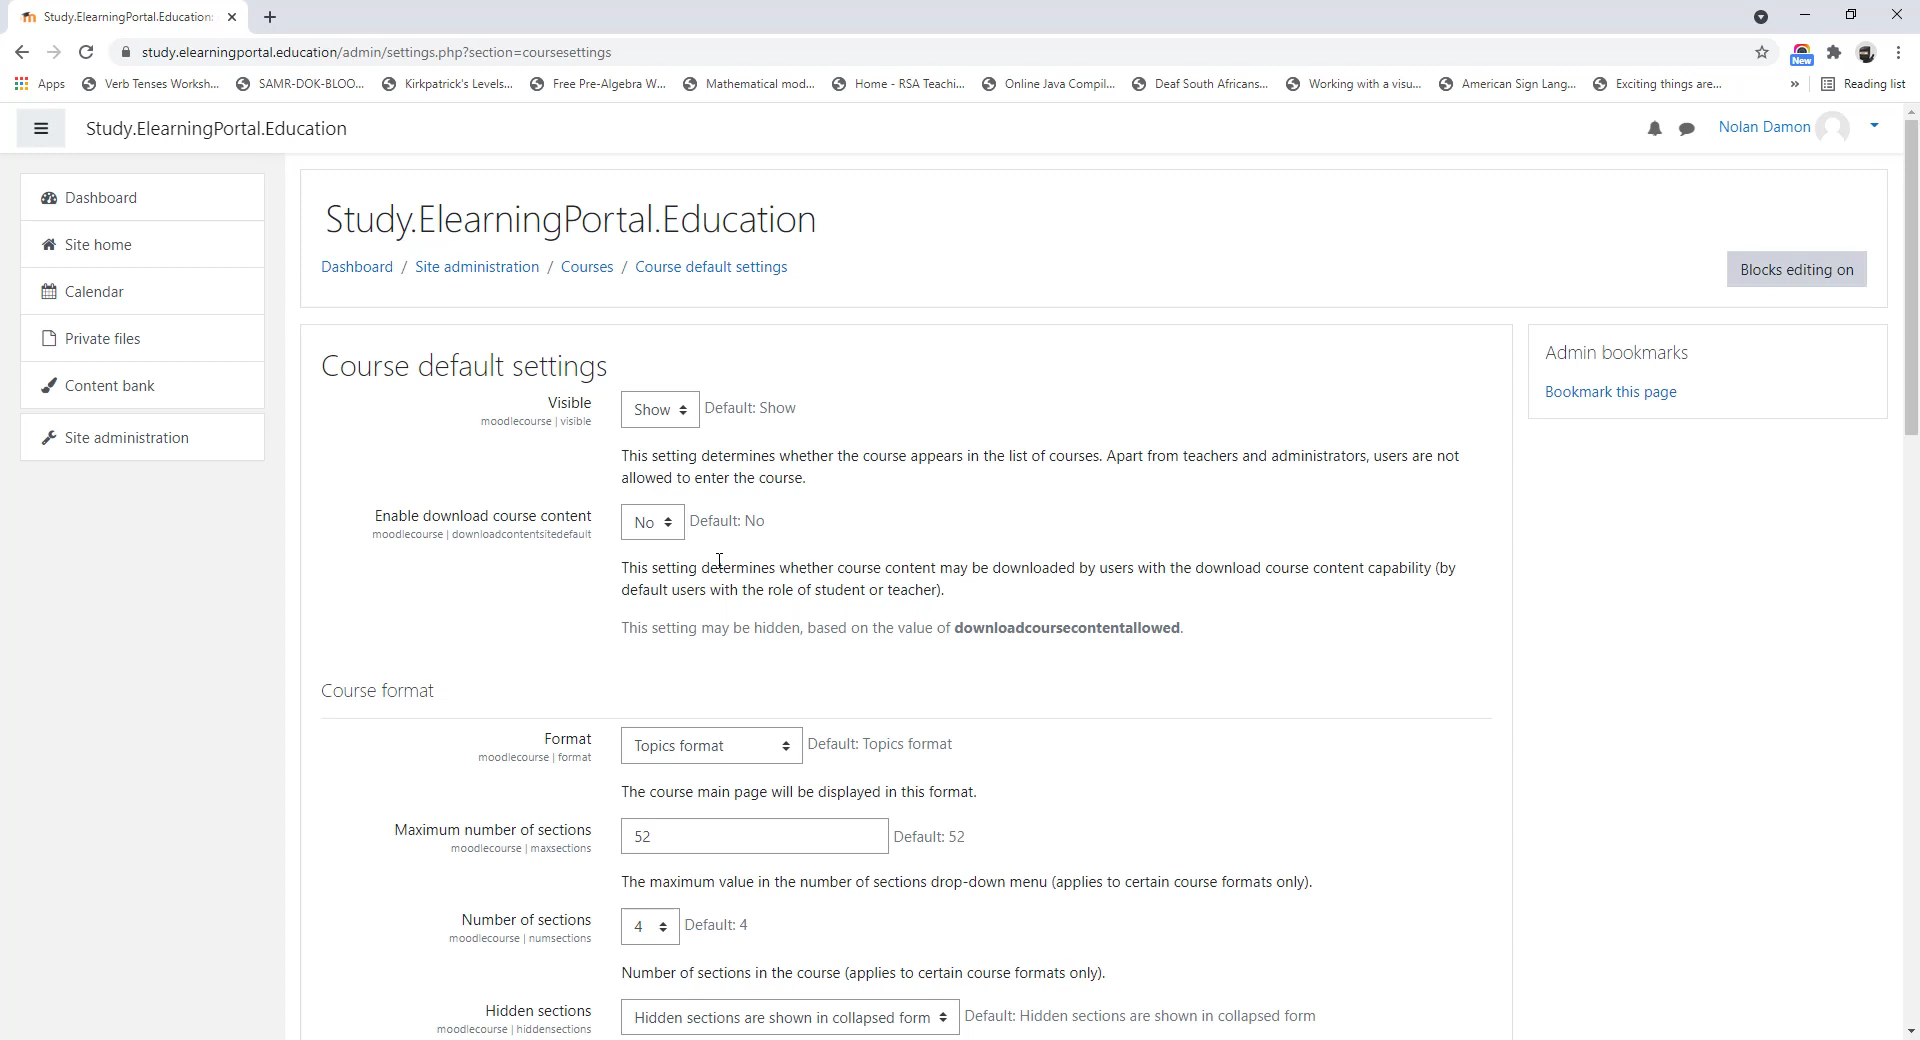 Study.ElearningPortal.Education:
study.elearningportal.education/admin/settings.php?section=coursesettings
New
Apps
Verb Tenses Worksh...
SAMR-DOK-BLOO...
Kirkpatrick's Levels...
Free Pre-Algebra W...
Mathematical mod...
Home - RSA Teachi...
Online Java Compil...
Deaf South Africans...
Working with a visu...
American Sign Lang...
Exciting things are...
»
Reading list
Study.ElearningPortal.Education
Nolan Damon
Dashboard
Site home
Calendar
Private files
Content bank
Site administration
Study.ElearningPortal.Education
Dashboard / Site administration / Courses / Course default settings
Blocks editing on
Course default settings
Visible
moodlecourse | visible
Show
Default: Show
This setting determines whether the course appears in the list of courses. Apart from teachers and administrators, users are not
allowed to enter the course.
Enable download course content
moodlecourse | downloadcontentsitedefault
No
Default: No
This setting determines whether course content may be downloaded by users with the download course content capability (by
default users with the role of student or teacher).
This setting may be hidden, based on the value of downloadcoursecontentallowed.
Course format
Format
moodlecourse | format
Topics format
Default: Topics format
The course main page will be displayed in this format.
Maximum number of sections
moodlecourse | maxsections
52
Default: 52
The maximum value in the number of sections drop-down menu (applies to certain course formats only).
Number of sections
moodlecourse | numsections
4
Default: 4
Number of sections in the course (applies to certain course formats only).
Hidden sections
moodlecourse | hiddensections
Hidden sections are shown in collapsed form
Default: Hidden sections are shown in collapsed form
Admin bookmarks
Bookmark this page